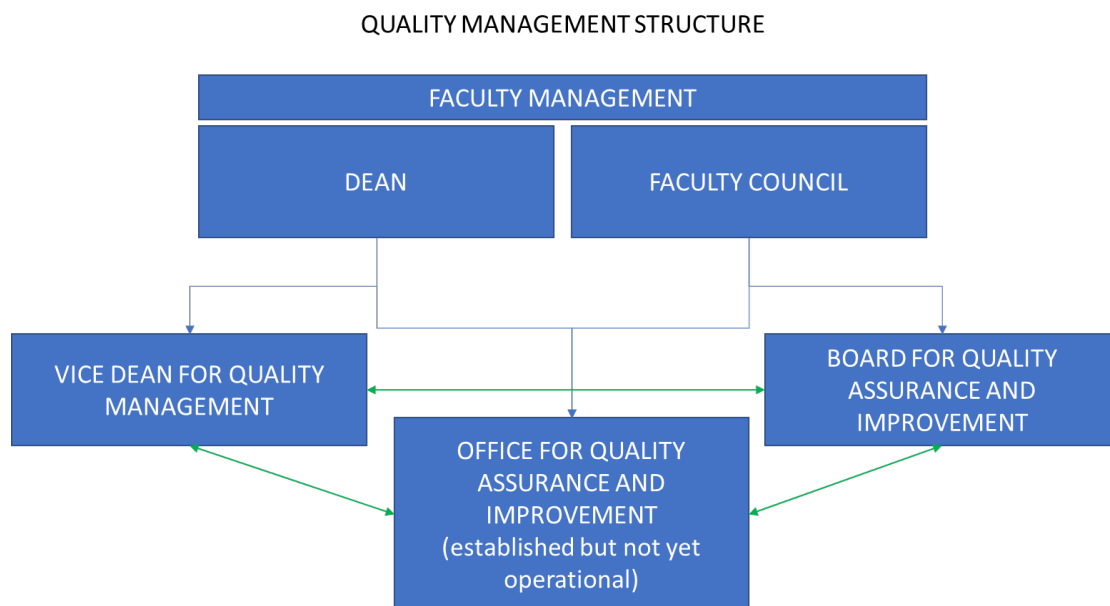 QUALITY MANAGEMENT STRUCTURE
FACULTY MANAGEMENT
DEAN
FACULTY COUNCIL
VICE DEAN FOR QUALITY
MANAGEMENT
BOARD FOR QUALITY
ASSURANCE AND
IMPROVEMENT
OFFICE FOR QUALITY
ASSURANCE AND
IMPROVEMENT
(established but not yet
operational)